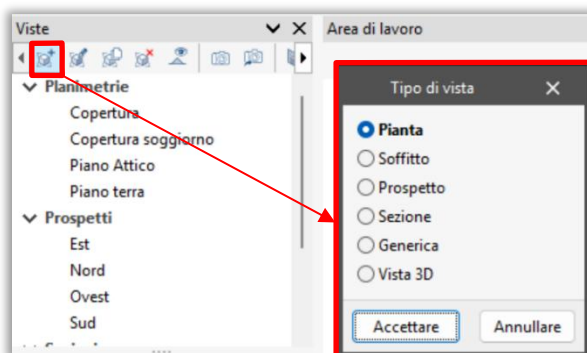 Viste
Planimetrie
Copertura
Copertura soggiorno
Piano Attico
Piano terra
Prospetti
Est
Nord
Ovest
Sud
Area di lavoro
Tipo di vista
Pianta
Soffitto
Prospetto
Sezione
Generica
Vista 3D
Accettare
Annullare